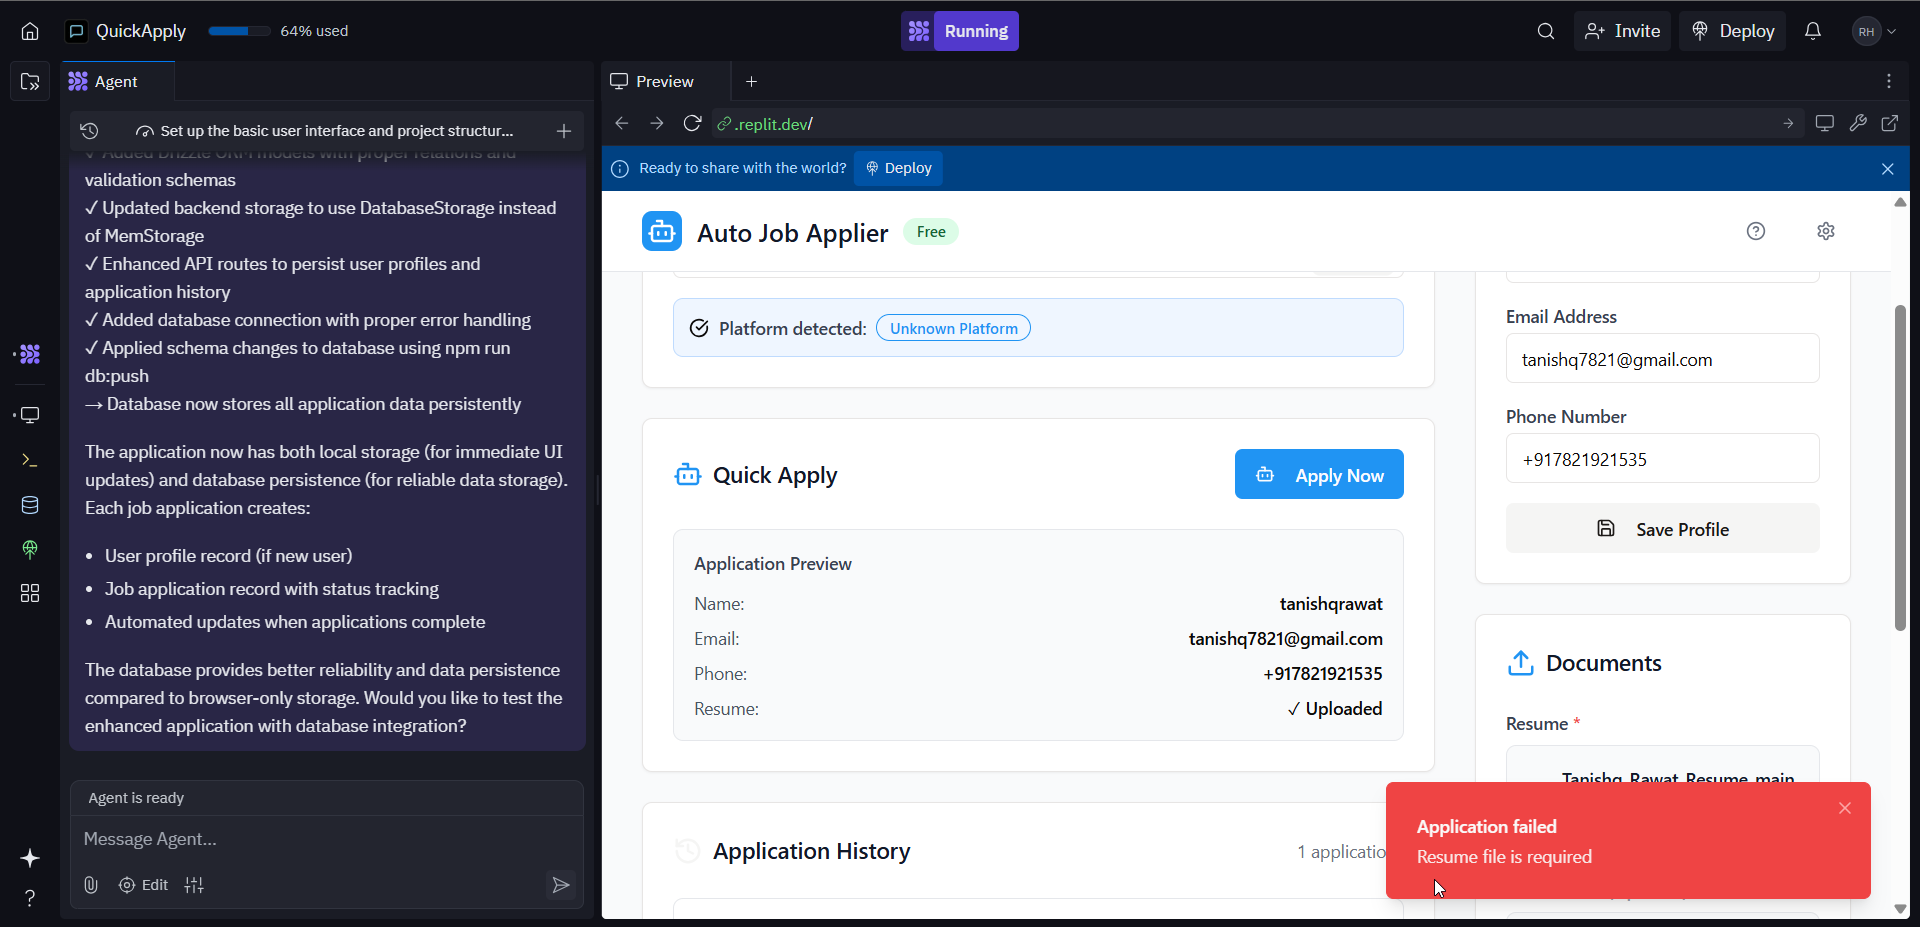 QuickApply
64% used
Running
Invite
Deploy
RH
Agent
Preview
Set up the basic user interface and project structur...
.replit.dev/
Ready to share with the world?
Deploy
✓ Added Drizzle ORM models with proper relations and
validation schemas
✓ Updated backend storage to use DatabaseStorage instead
of MemStorage
✓ Enhanced API routes to persist user profiles and
application history
✓ Added database connection with proper error handling
✓ Applied schema changes to database using npm run
db:push
→ Database now stores all application data persistently
The application now has both local storage (for immediate UI
updates) and database persistence (for reliable data storage).
Each job application creates:
• User profile record (if new user)
• Job application record with status tracking
• Automated updates when applications complete
The database provides better reliability and data persistence
compared to browser-only storage. Would you like to test the
enhanced application with database integration?
Agent is ready
Message Agent...
Edit
Auto Job Applier
Free
Platform detected:
Unknown Platform
Quick Apply
Apply Now
Application Preview
Name:
tanishqrawat
Email:
tanishq7821@gmail.com
Phone:
+917821921535
Resume:
✓ Uploaded
Application History
1 applicatio
Email Address
tanishq7821@gmail.com
Phone Number
+917821921535
Save Profile
Documents
Resume *
Tanishq_Rawat_Resume_main
Application failed
Resume file is required